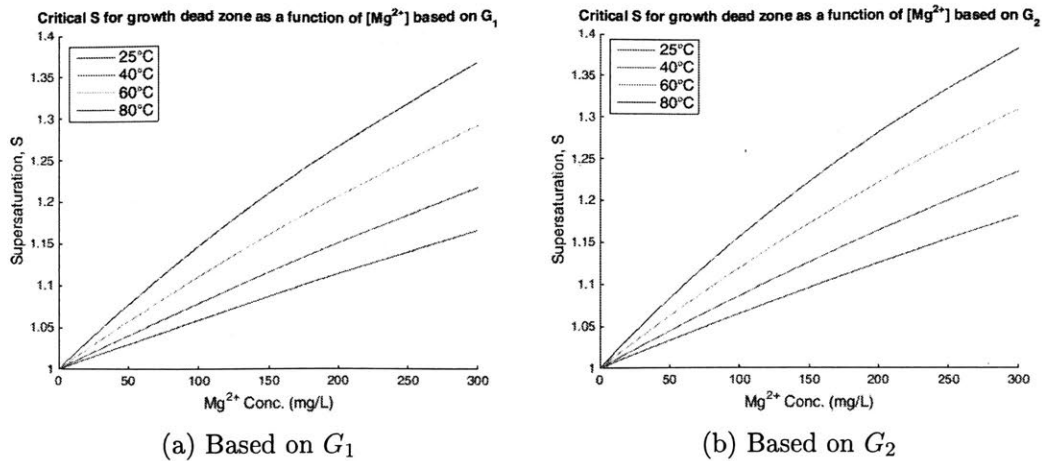 Critical S for growth dead zone as a function of [Mg²⁺] based on G₁
1.4
1.35
1.3
1.25
1.2
1.15
1.1
1.05
1
Supersaturation, S
25°C
40°C
60°C
80°C
0 50 100 150 200 250 300
Mg²⁺ Conc. (mg/L)
(a) Based on G₁
Critical S for growth dead zone as a function of [Mg²⁺] based on G₂
1.4
1.35
1.3
1.25
1.2
1.15
1.1
1.05
1
Supersaturation, S
25°C
40°C
60°C
80°C
0 50 100 150 200 250 300
Mg²⁺ Conc. (mg/L)
(b) Based on G₂